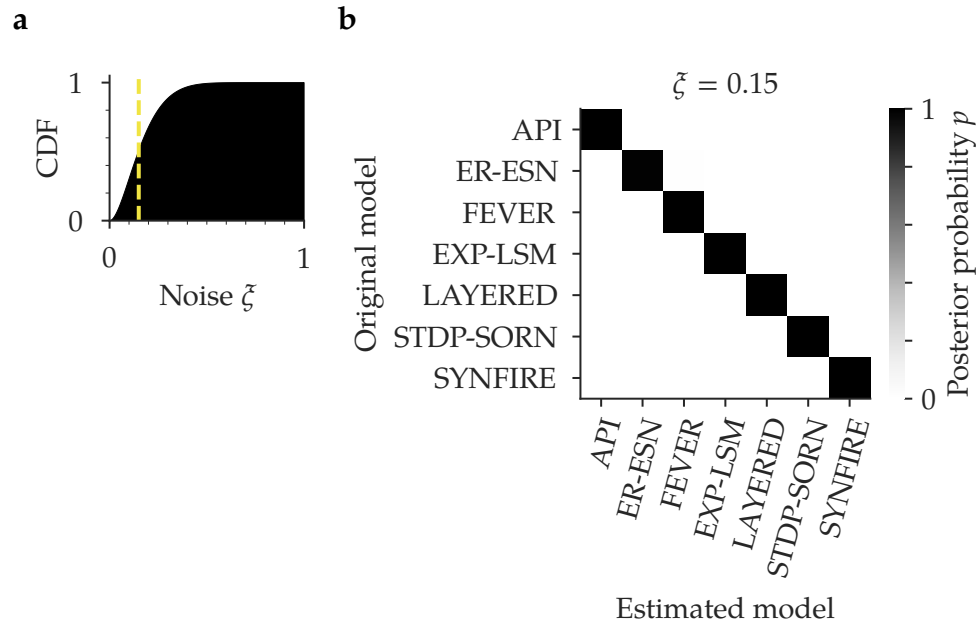 a
b
1
CDF
0
0
1
Noise ξ
ξ = 0.15
Original model
API
ER-ESN
FEVER
EXP-LSM
LAYERED
STDP-SORN
SYNFIRE
API
ER-ESN
FEVER
EXP-LSM
LAYERED
STDP-SORN
SYNFIRE
Estimated model
1
0
Posterior probability p